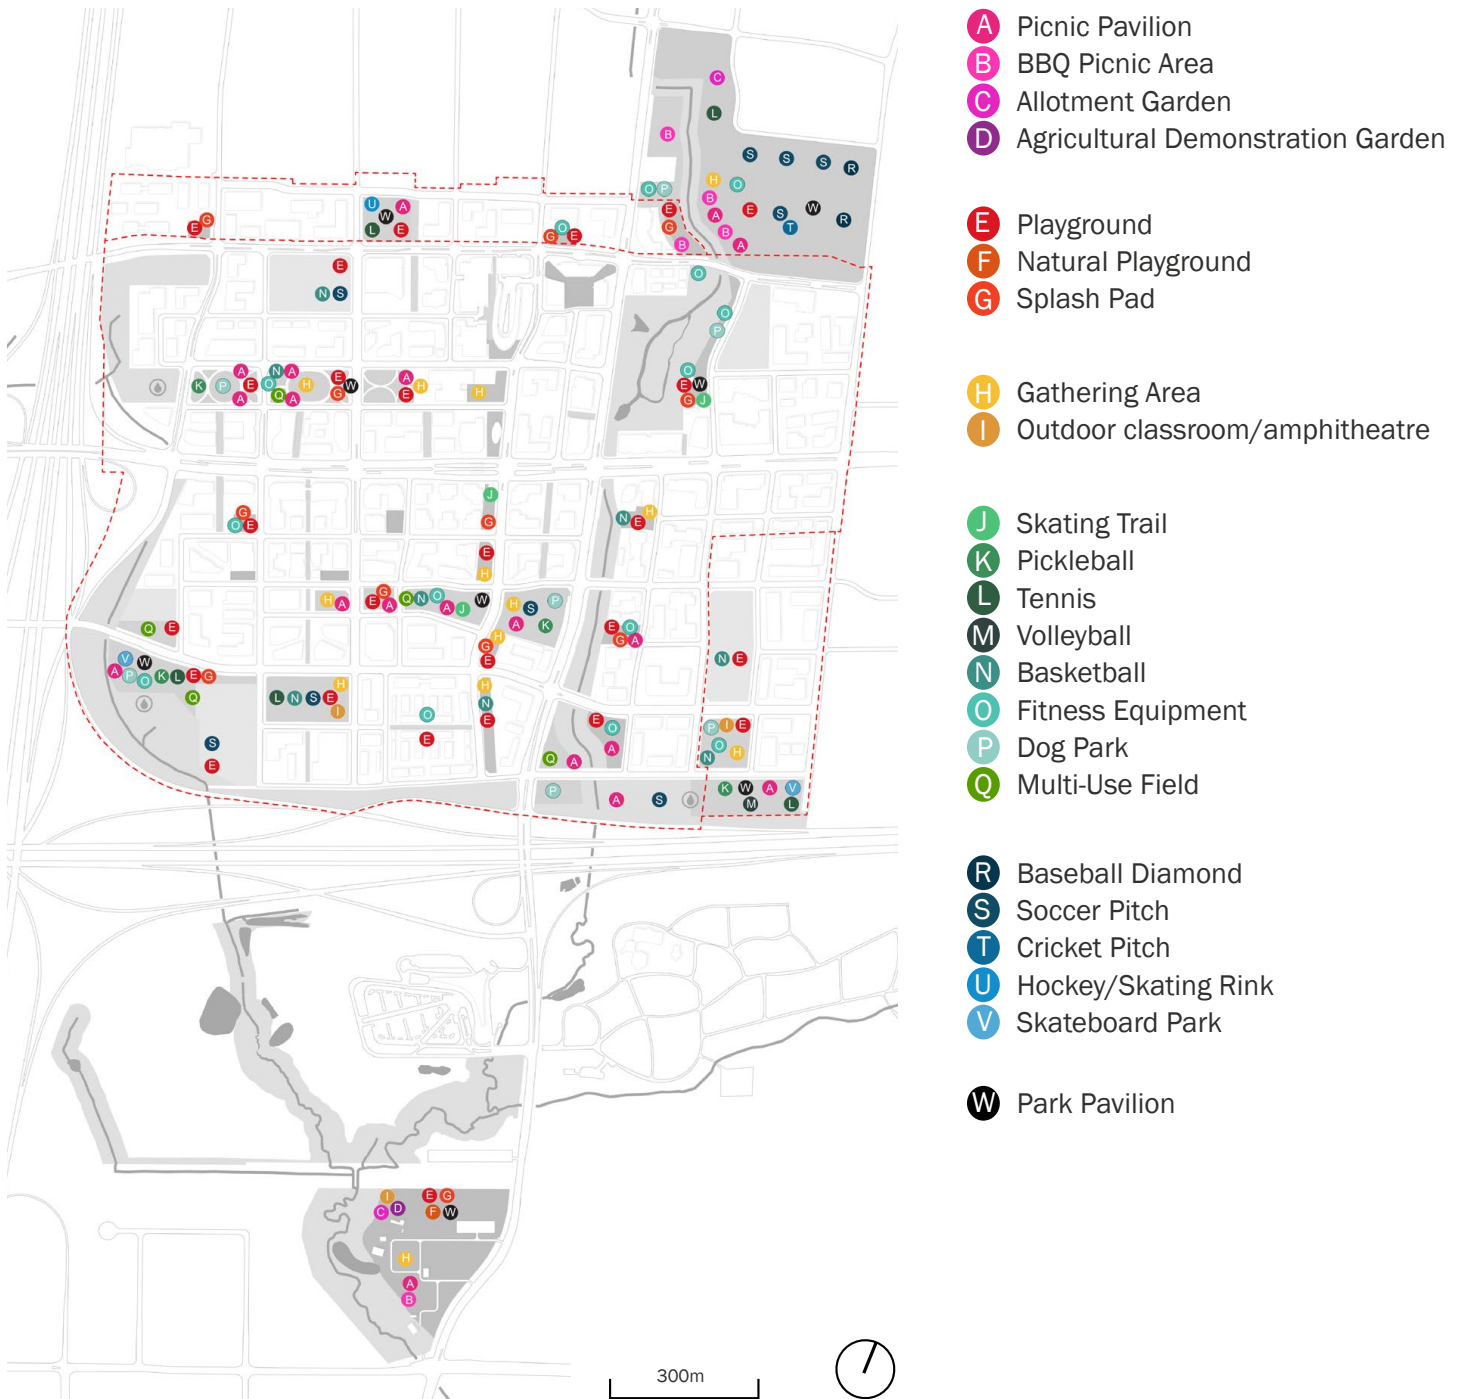 A Picnic Pavilion
B BBQ Picnic Area
C Allotment Garden
D Agricultural Demonstration Garden
E Playground
F Natural Playground
G Splash Pad
H Gathering Area
I Outdoor classroom/amphitheatre
J Skating Trail
K Pickleball
L Tennis
M Volleyball
N Basketball
O Fitness Equipment
P Dog Park
Q Multi-Use Field
R Baseball Diamond
S Soccer Pitch
T Cricket Pitch
U Hockey/Skating Rink
V Skateboard Park
W Park Pavilion
C
L
B
S S S R
O P H O
B
E A E S W R
G B T
B A
G
E
U A
W
L E
O
G E
E
N S
O
O
P
O
E W
G J
A N A
K P E O H E W
A Q A G
A
E H
H
G
O E
J
G
E
H
H
N E
H A
G
E A
Q N O
A J W
H S P
A K
H
G
E
E O
G A
Q E
V W
A P O K L E G
Q
S
E
H
L N S E
I
O
E
H
N
E
E O
A
Q A
N E
P I E
O H
N
P
A S
K W A V
M L
I E G
C D F W
H
A
B
300m